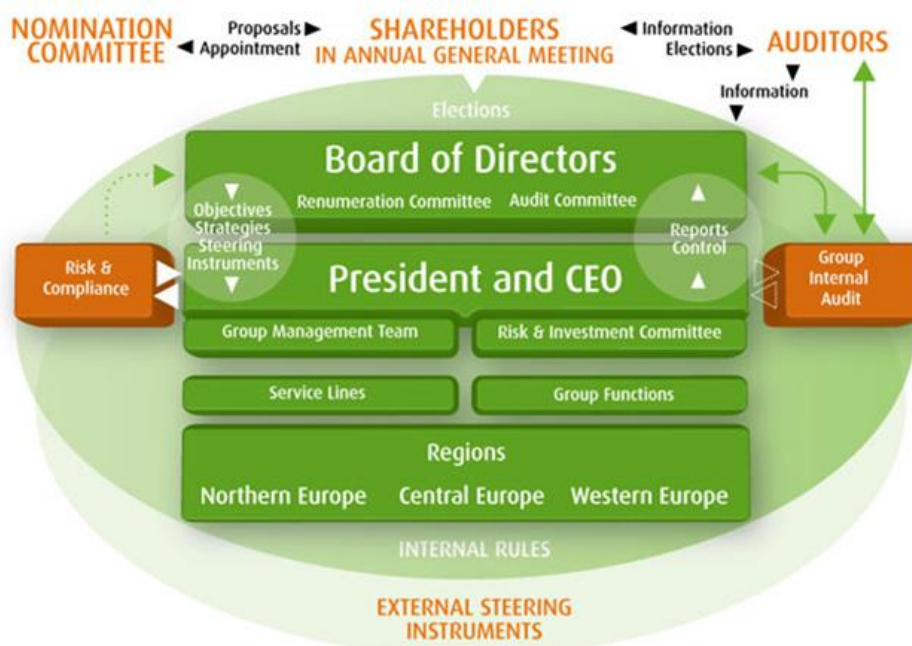 NOMINATION
COMMITTEE
Proposals
Appointment
SHAREHOLDERS
IN ANNUAL GENERAL MEETING
Information
Elections
AUDITORS
Information
Elections
Board of Directors
Renumeration Committee
Audit Committee
Objectives
Strategies
Steering
Instruments
Reports
Control
Risk &
Compliance
President and CEO
Group
Internal
Audit
Group Management Team
Risk & Investment Committee
Service Lines
Group Functions
Regions
Northern Europe
Central Europe
Western Europe
INTERNAL RULES
EXTERNAL STEERING
INSTRUMENTS